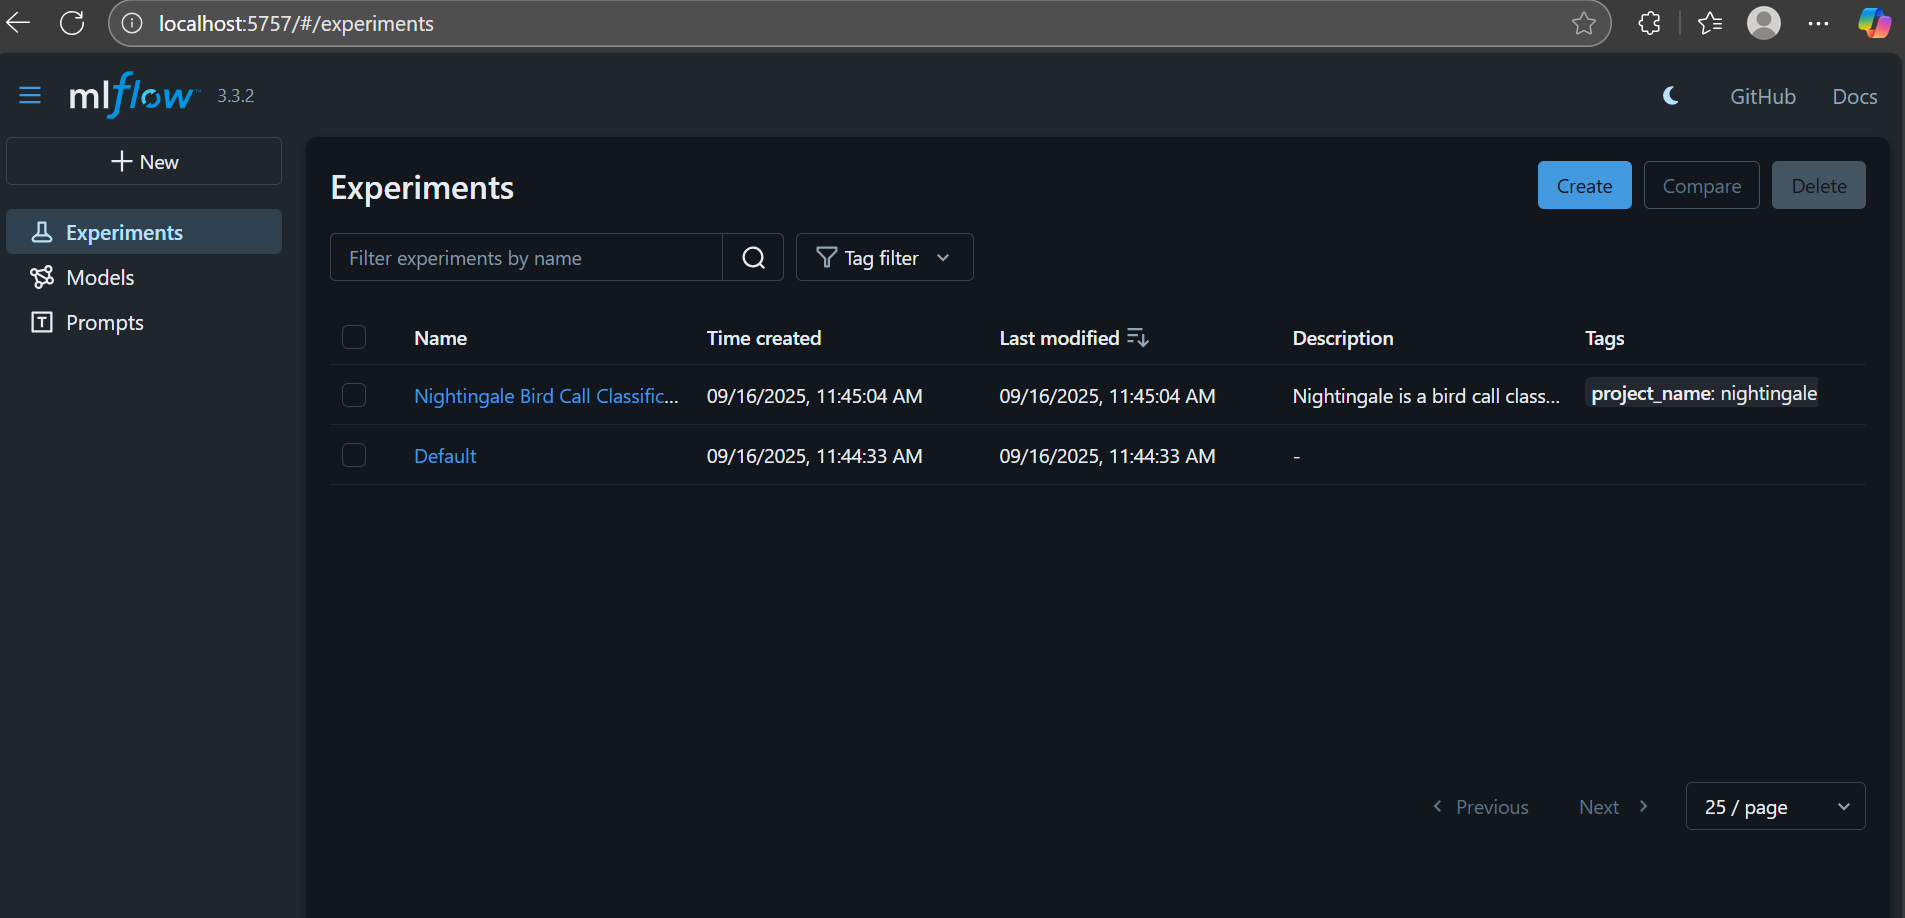 localhost:5757/#/experiments
mlflow™ 3.3.2
GitHub Docs
New
Experiments
Models
Prompts
Experiments
Create Compare Delete
Filter experiments by name
Tag filter
Name Time created Last modified Description Tags
Nightingale Bird Call Classific... 09/16/2025, 11:45:04 AM 09/16/2025, 11:45:04 AM Nightingale is a bird call class... project_name: nightingale
Default 09/16/2025, 11:44:33 AM 09/16/2025, 11:44:33 AM -
Previous Next 25 / page